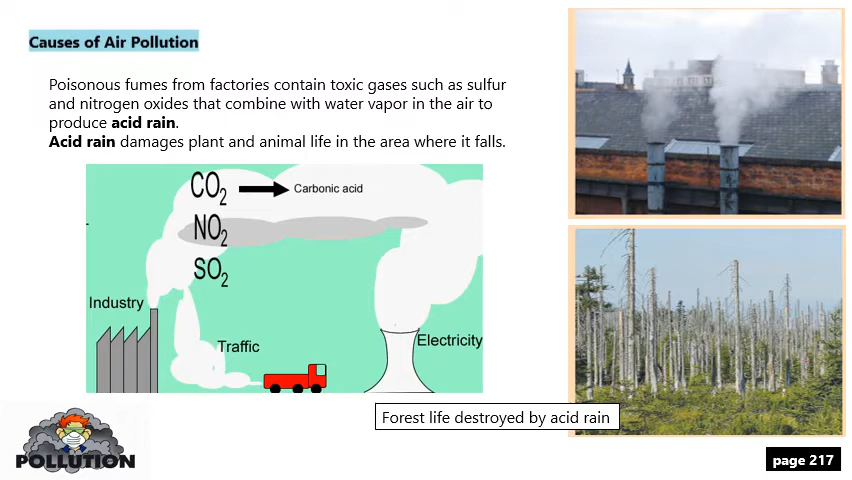 Causes of Air Pollution
Poisonous fumes from factories contain toxic gases such as sulfur
and nitrogen oxides that combine with water vapor in the air to
produce acid rain.
Acid rain damages plant and animal life in the area where it falls.
CO2
Carbonic acid
NO2
SO2
Industry
Traffic
Electricity
Forest life destroyed by acid rain
POLLUTION
page 217